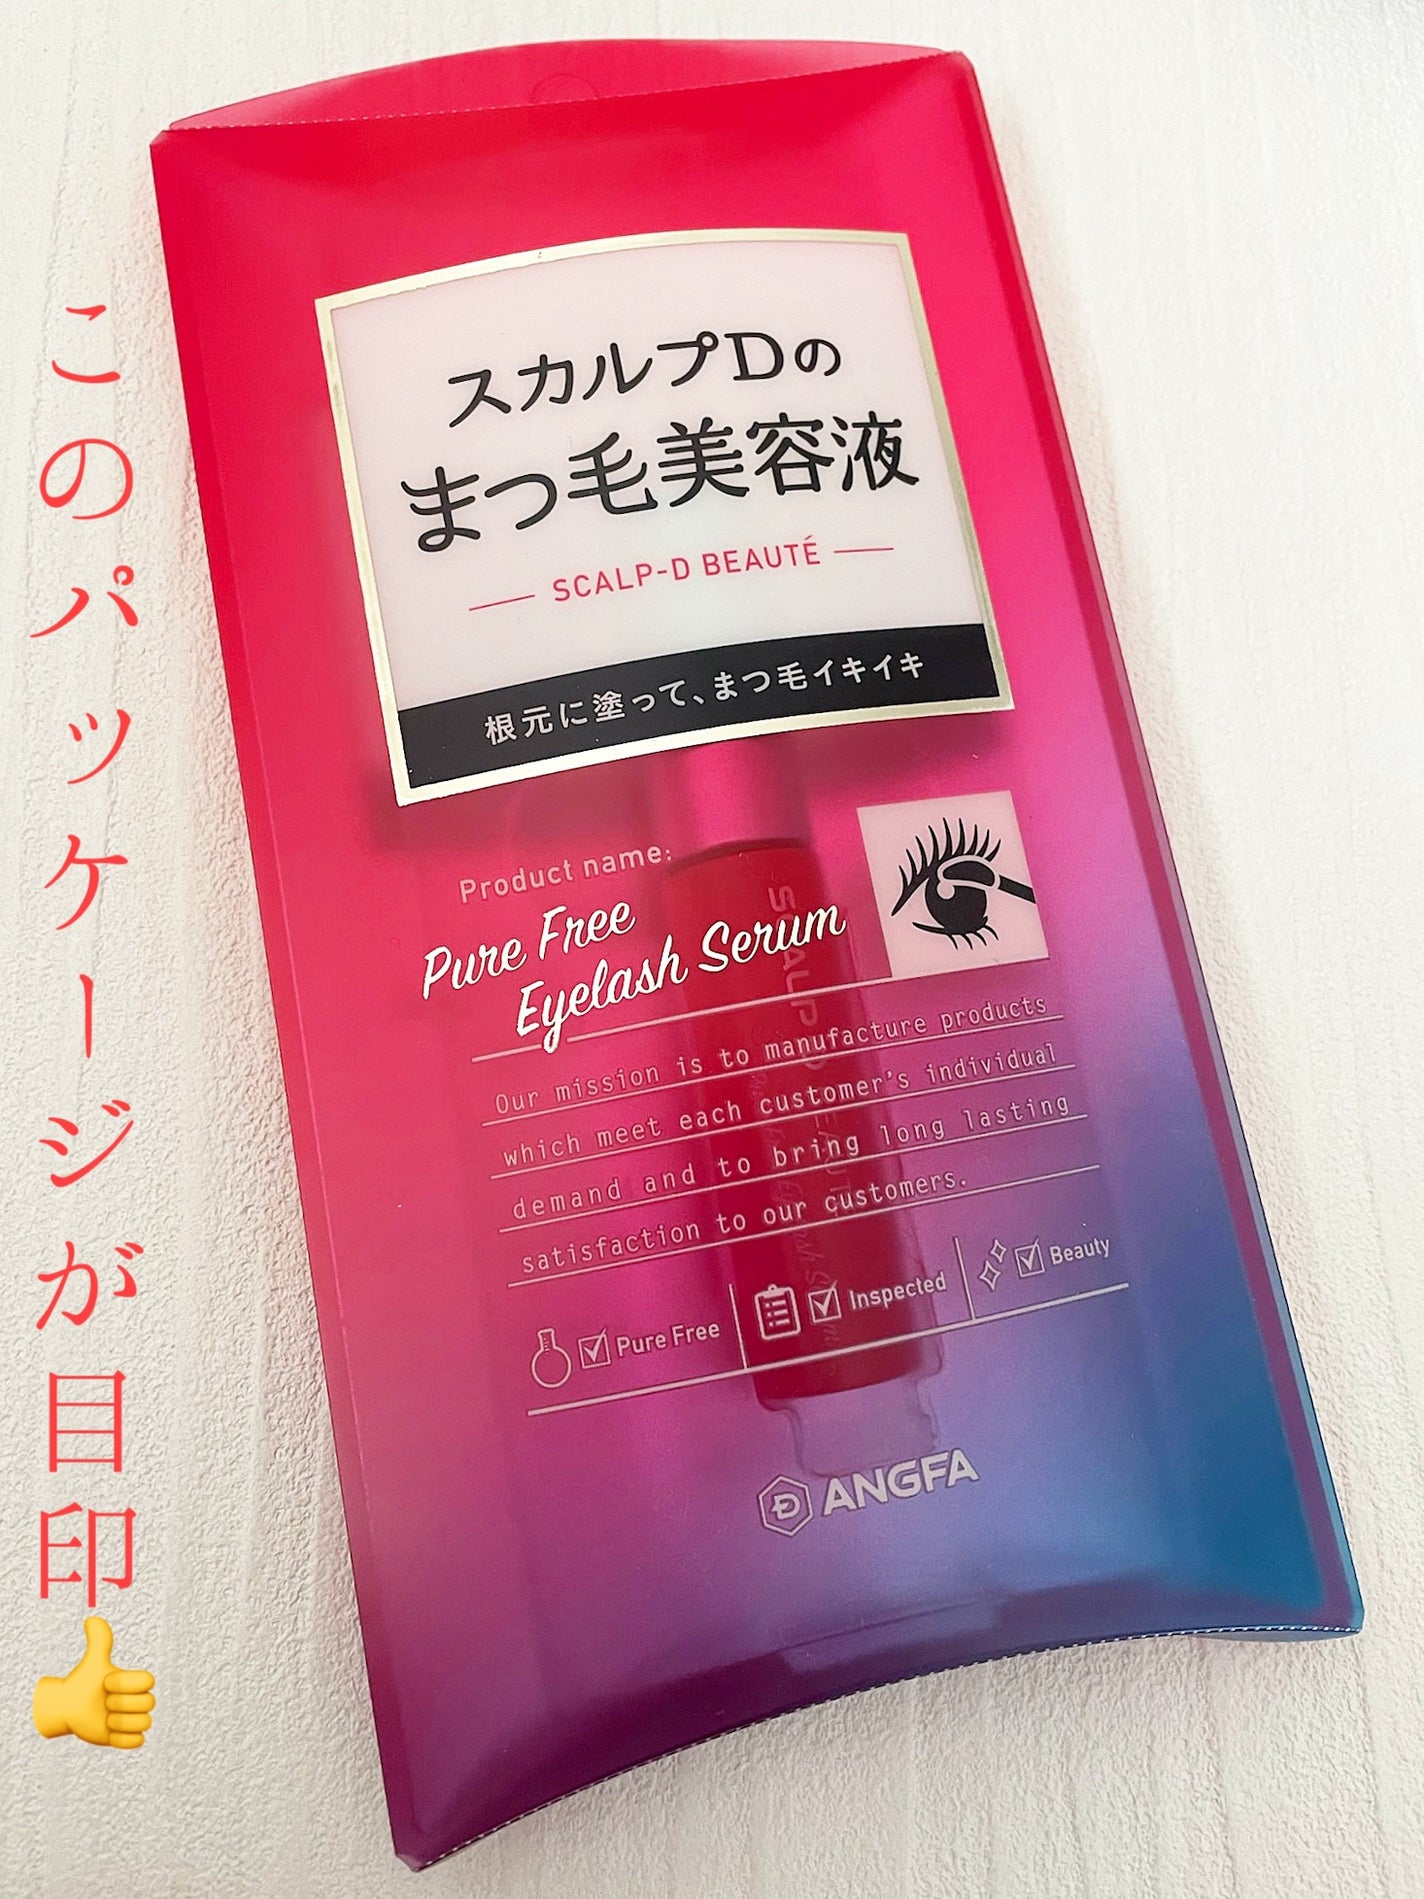 このパッケージが目印👍
スカルプDの
まつ毛美容液
SCALP-D BEAUTÉ
根元に塗って、まつ毛イキイキ
Product name:
Pure Free
Eyelash Serum
Our mission is to manufacture products
which meet each customer's individual
demand and to bring long lasting
satisfaction to our customers.
Pure Free
Inspected
Beauty
ANGFA
SCALP D